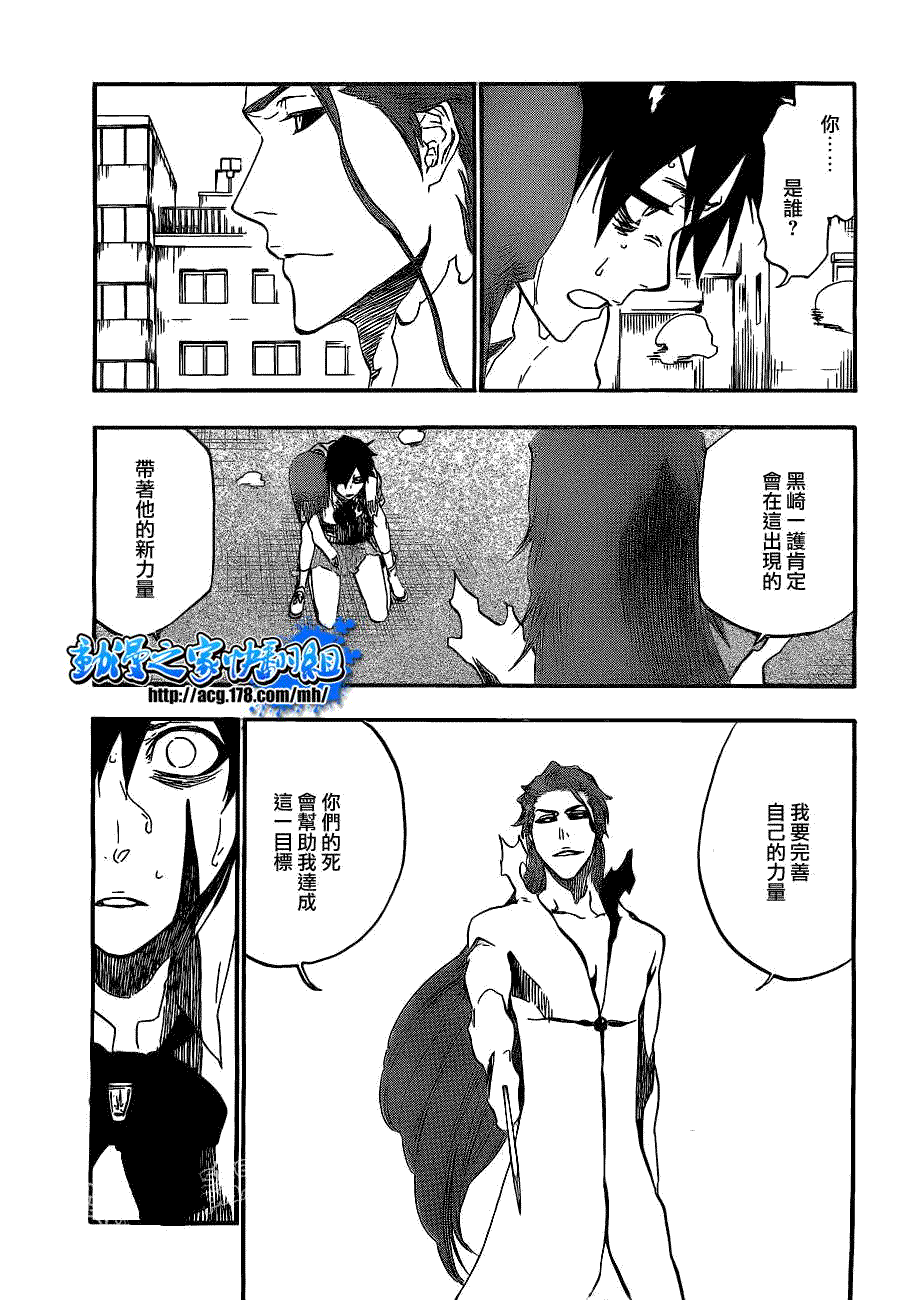 你……
是誰？
黑崎一護肯定
會在這出現的
帶著他的新力量
動漫之家快翻組
http://acg.178.com/mh/
我要完善
自己的力量
你們的死
會幫助我達成
這一目標